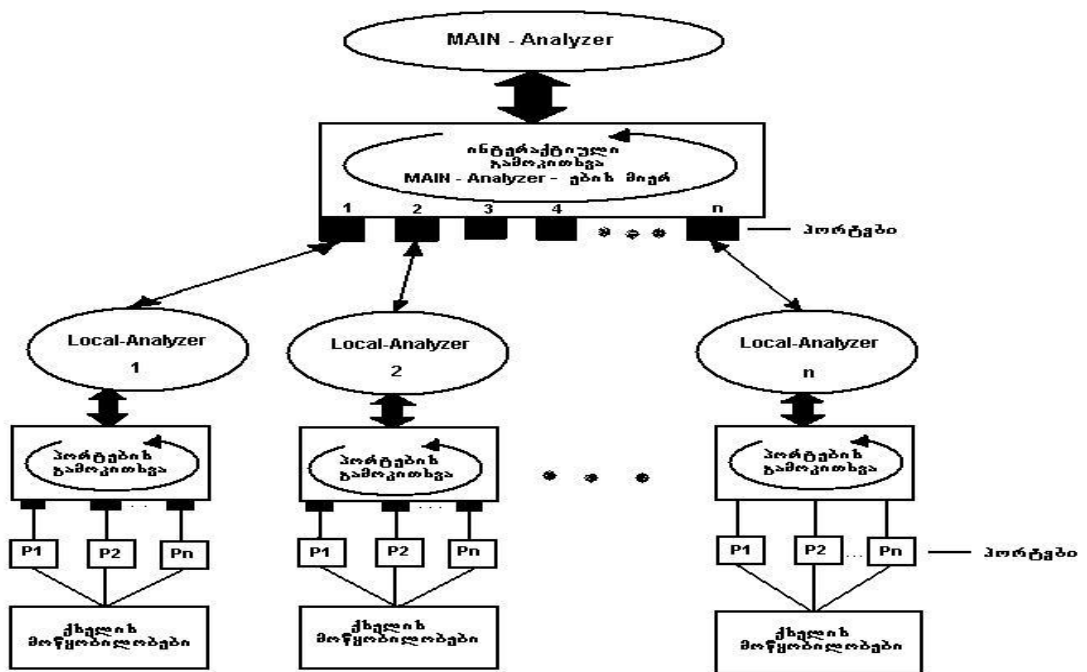 MAIN - Analyzer
ინტერაქტიული
გამოკითხვა
MAIN - Analyzer - ების მიერ
1 2 3 4 n
პორტები
Local-Analyzer
1
Local-Analyzer
2
Local-Analyzer
n
პორტების
გამოკითხვა
პორტების
გამოკითხვა
პორტების
გამოკითხვა
P1 P2 Pn
P1 P2 Pn
P1 P2 ... Pn
პორტები
ქსელის
მოწყობილობები
ქსელის
მოწყობილობები
ქსელის
მოწყობილობები